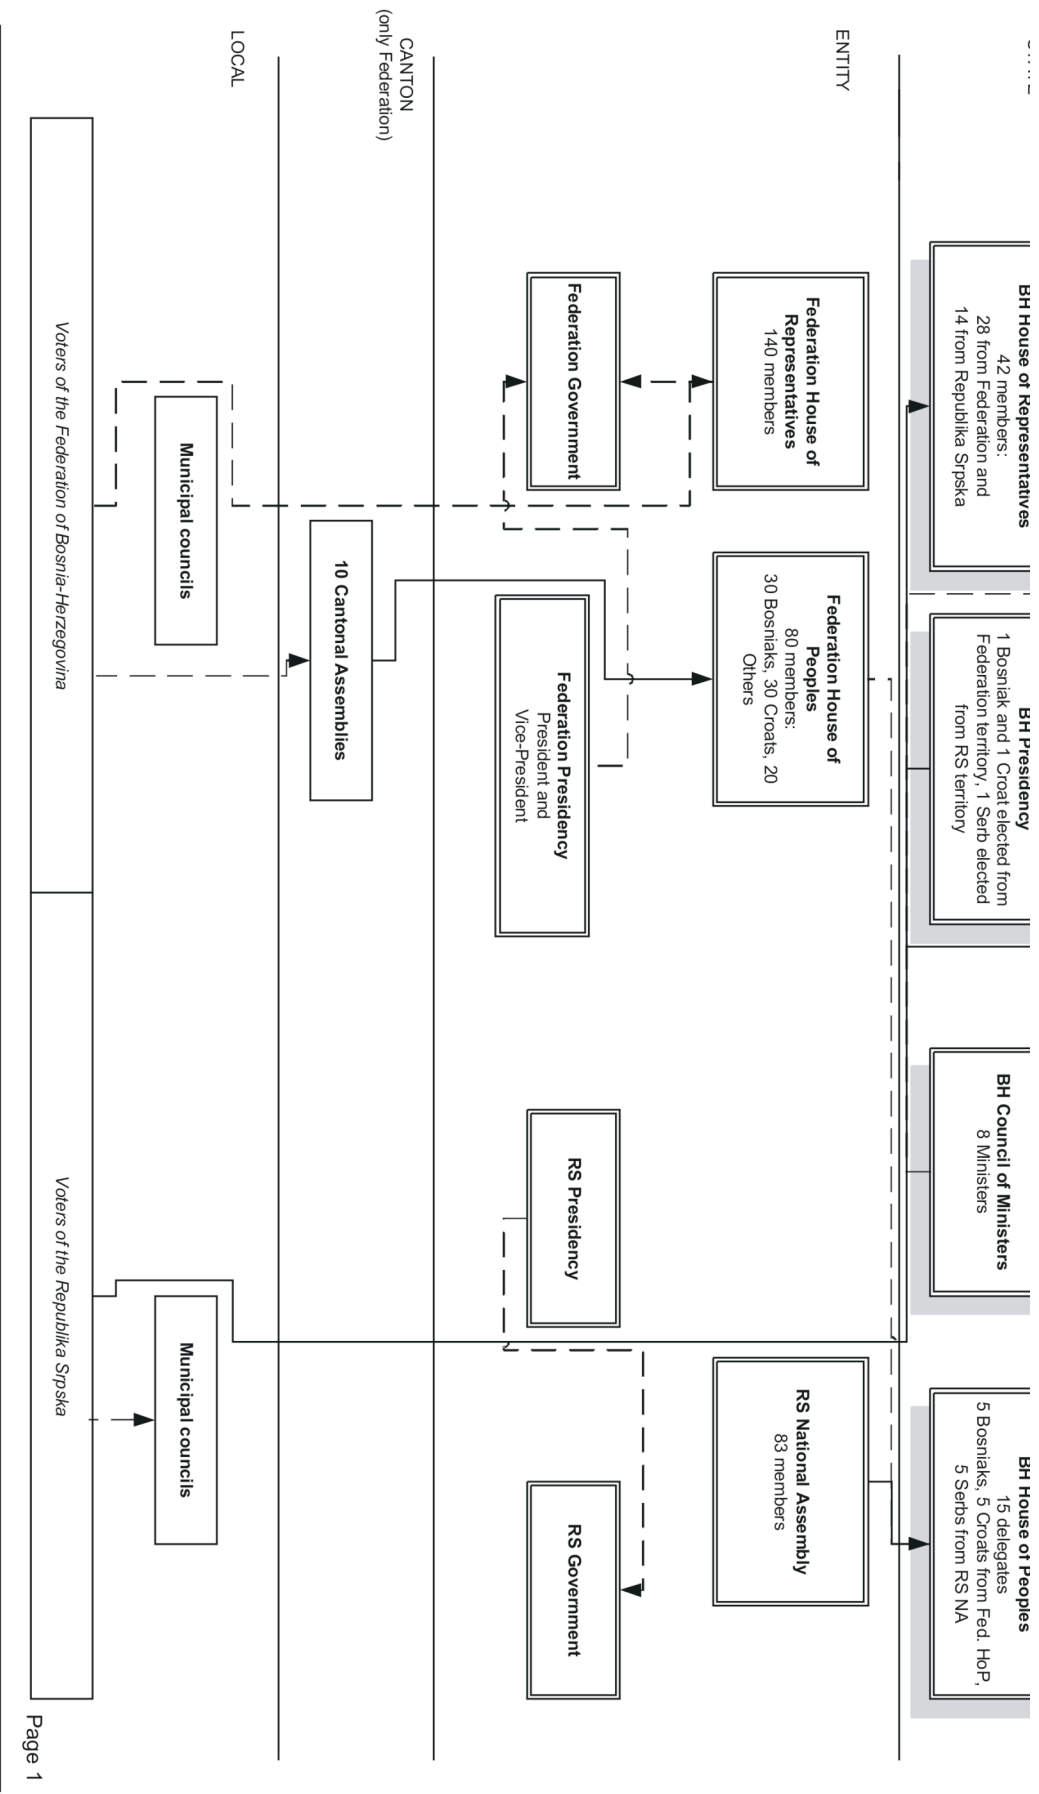 BH House of Representatives
42 members:
28 from Federation and
14 from Republika Srpska
BH Presidency
1 Bosniak and 1 Croat elected from
Federation territory, 1 Serb elected
from RS territory
BH Council of Ministers
8 Ministers
BH House of Peoples
15 delegates
5 Bosniaks, 5 Croats from Fed. HoP,
5 Serbs from RS NA
ENTITY
Federation House of
Representatives
140 members
Federation House of
Peoples
80 members:
30 Bosniaks, 30 Croats, 20
Others
RS National Assembly
83 members
Federation Government
Federation Presidency
President and
Vice-President
RS Presidency
RS Government
CANTON
(only Federation)
10 Cantonal Assemblies
LOCAL
Municipal councils
Municipal councils
Voters of the Federation of Bosnia-Herzegovina
Voters of the Republika Srpska
Page 1